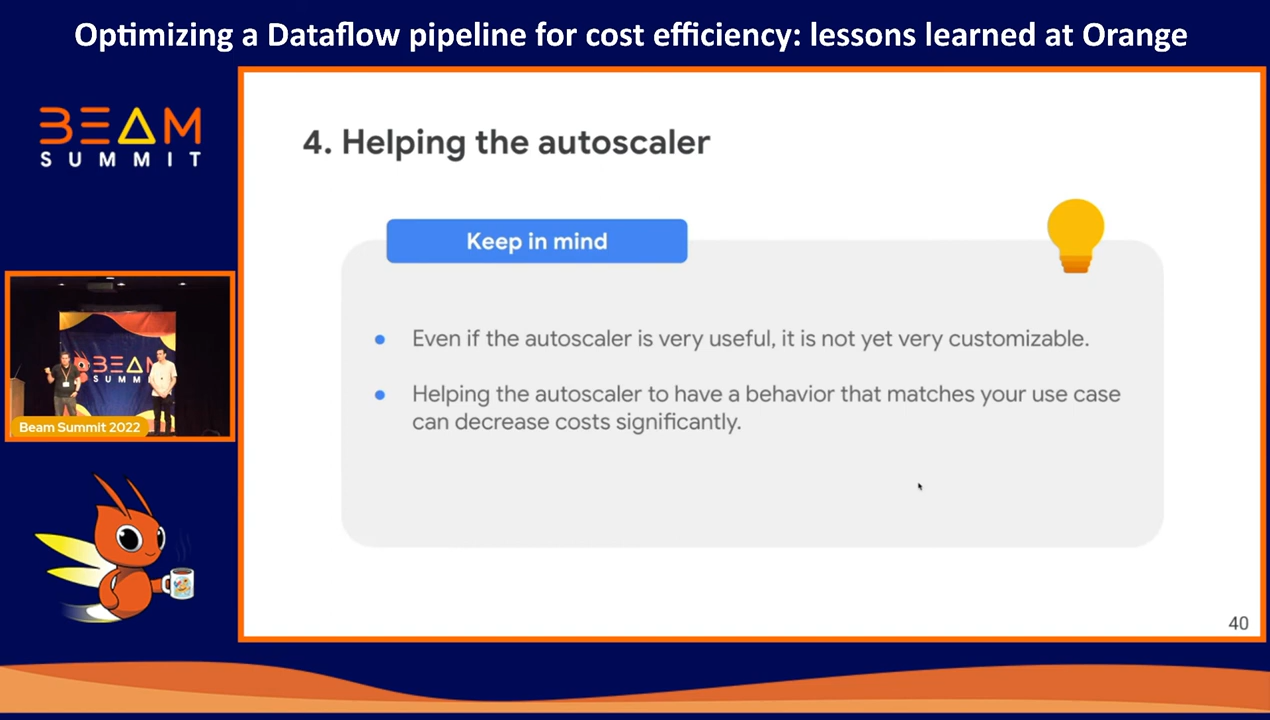 Optimizing a Dataflow pipeline for cost efficiency: lessons learned at Orange
BEAM
SUMMIT
4. Helping the autoscaler
Keep in mind
● Even if the autoscaler is very useful, it is not yet very customizable.
● Helping the autoscaler to have a behavior that matches your use case
can decrease costs significantly.
BEAM
SUMMIT
Beam Summit 2022
40